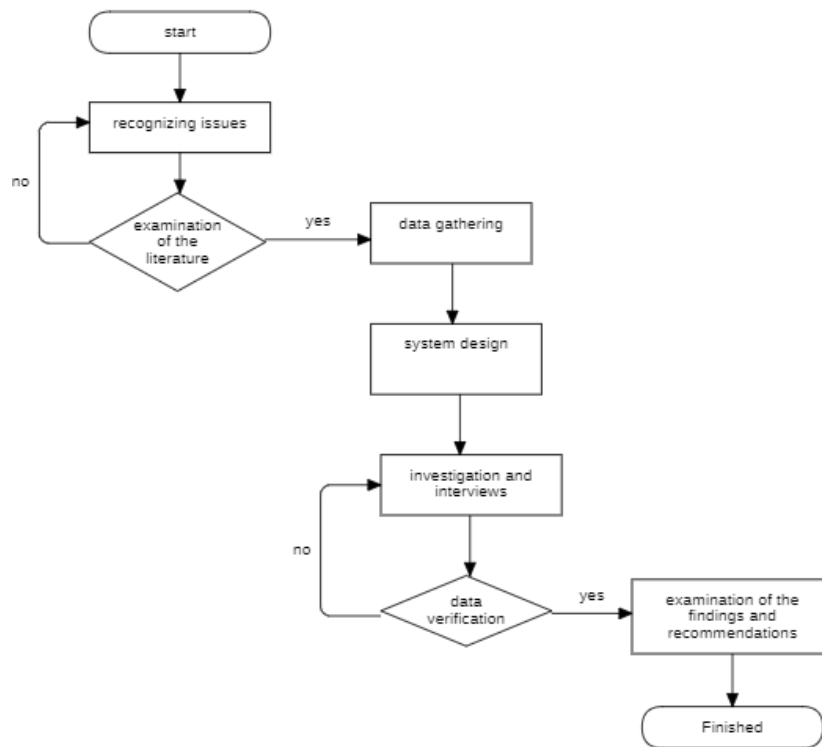 start
recognizing issues
no
examination
of the
literature
yes
data gathering
system design
investigation and
interviews
no
data
verification
yes
examination of the
findings and
recommendations
Finished